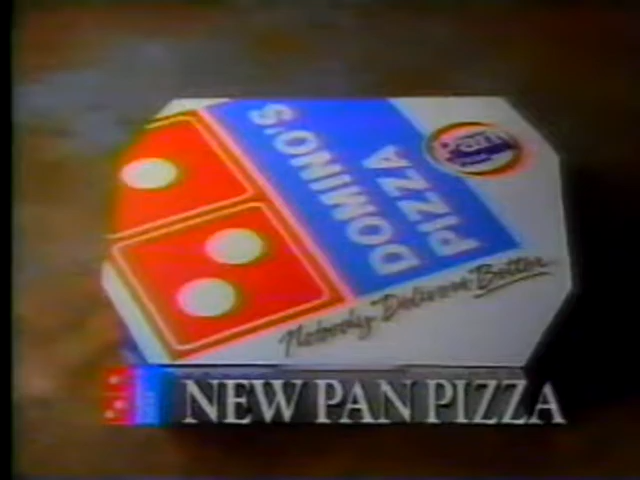 DOMINO'S
PIZZA
Pan
Nobody Delivers Better
NEW PAN PIZZA